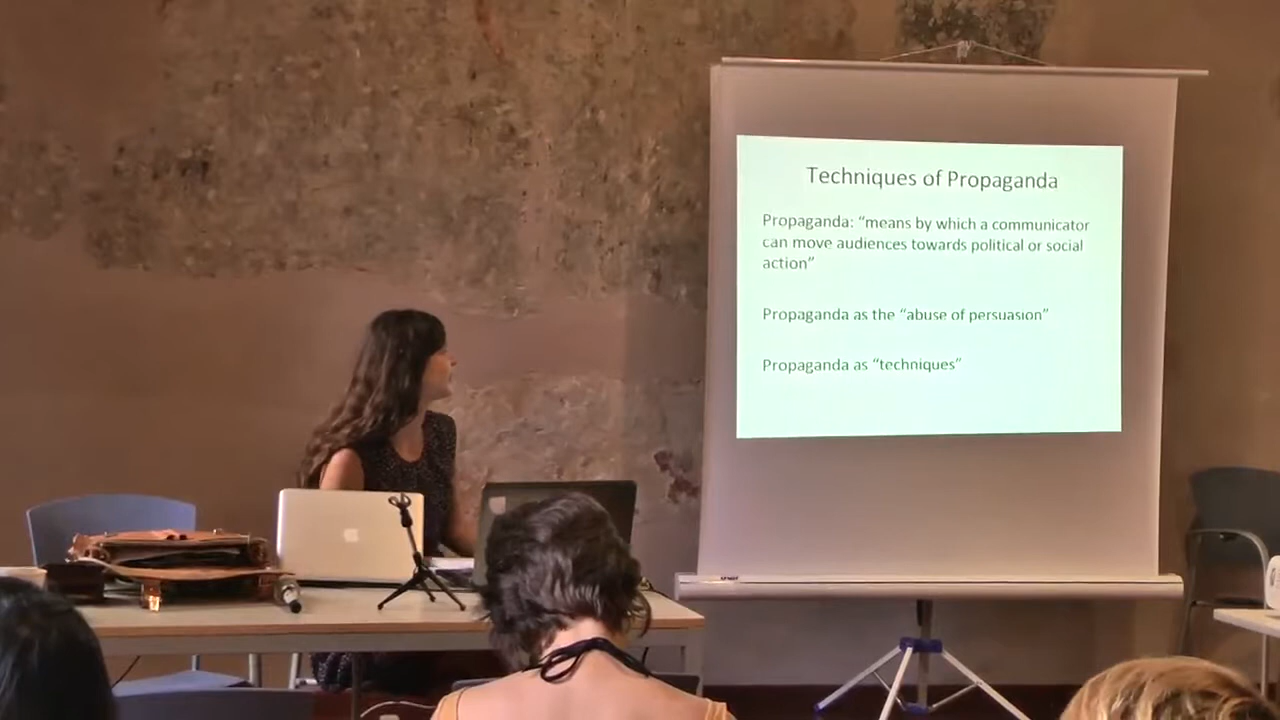 Techniques of Propaganda
Propaganda: “means by which a communicator
can move audiences towards political or social
action”
Propaganda as the “abuse of persuasion”
Propaganda as “techniques”